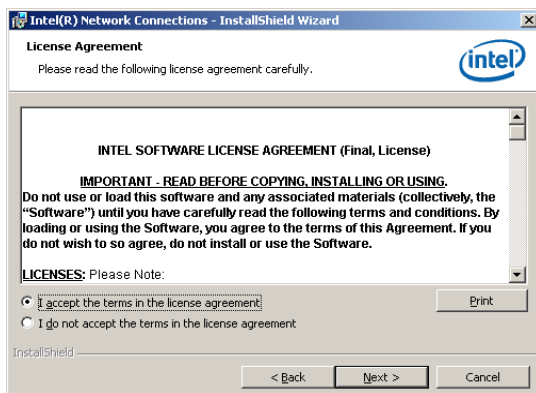 Intel(R) Network Connections - InstallShield Wizard
License Agreement
Please read the following license agreement carefully.
intel
INTEL SOFTWARE LICENSE AGREEMENT (Final, License)
IMPORTANT - READ BEFORE COPYING, INSTALLING OR USING.
Do not use or load this software and any associated materials (collectively, the
“Software”) until you have carefully read the following terms and conditions. By
loading or using the Software, you agree to the terms of this Agreement. If you
do not wish to so agree, do not install or use the Software.
LICENSES: Please Note:
I accept the terms in the license agreement
Print
I do not accept the terms in the license agreement
InstallShield
< Back
Next >
Cancel